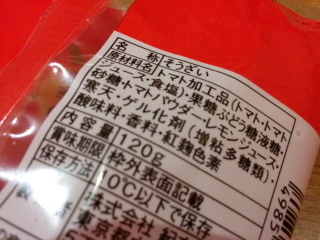 名 称 そうざい
原材料名 トマト加工品(トマト・トマト
ジュース・食塩)・果糖ぶどう糖液糖・
砂糖・トマトパウダー・レモンジュース・
寒天・ゲル化剤(増粘多糖類)・
酸味料・香料・紅麹色素
内容量 120g
賞味期限 枠外表面記載
保存方法 10℃以下で保存
株式会社 紀
東京都
4985